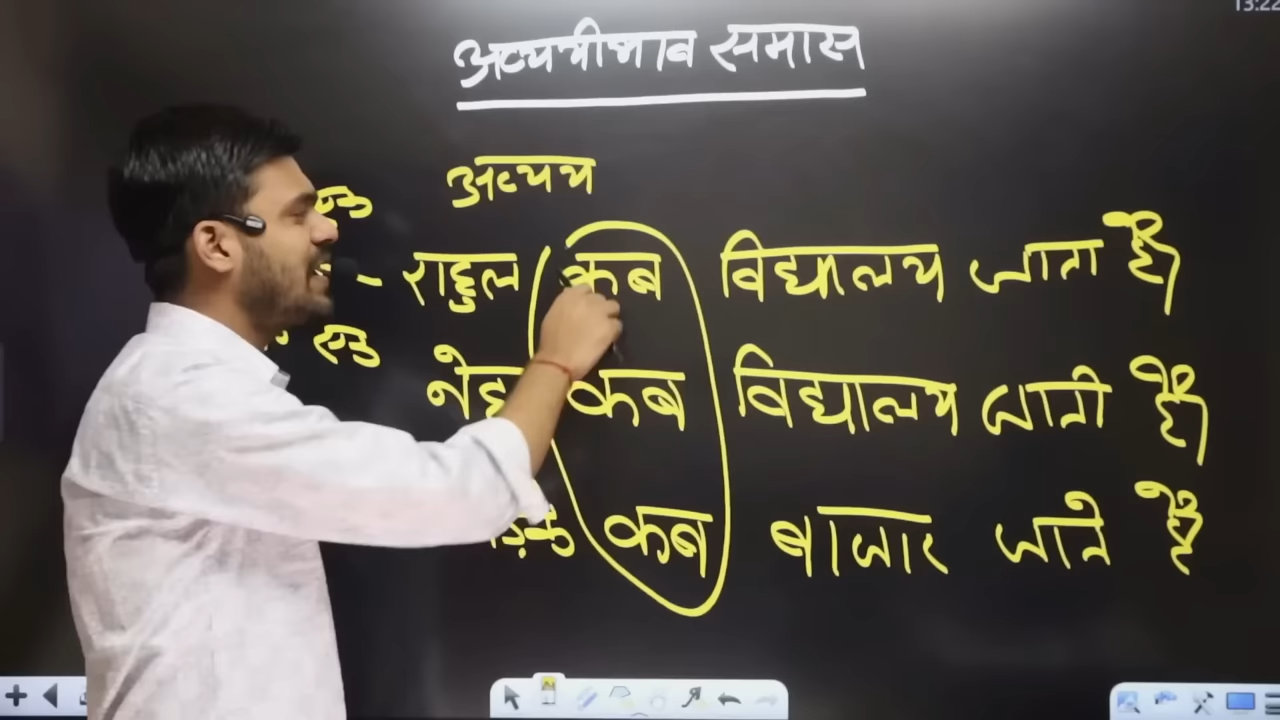 13:22
अव्ययीभाव समास
अव्यय
- राहुल कब विद्यालय जाता है
कब विद्यालय जाती है
कब बाजार जाते है